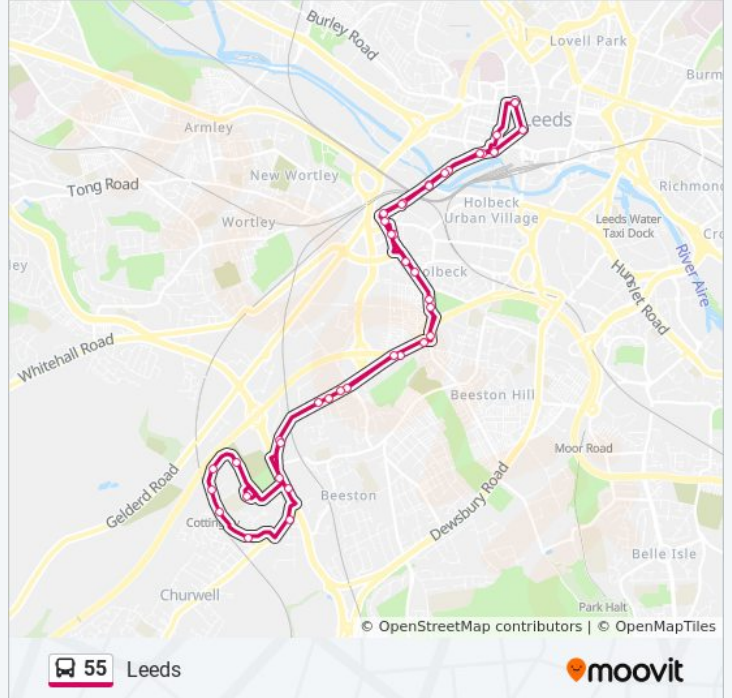 Burley Road
Lovell Park
Burm
Armley
Leeds
New Wortley
Tong Road
Richmond
Holbeck
Urban Village
Wortley
Leeds Water
Taxi Dock
Cro
ley
Holbeck
River Aire
Hunslet Road
Whitehall Road
Beeston Hill
Moor Road
Gelderd Road
Beeston
Dewsbury Road
Cotting
Belle Isle
Churwell
Park Halt
© OpenStreetMap contributors | © OpenMapTiles
55 Leeds
moovit